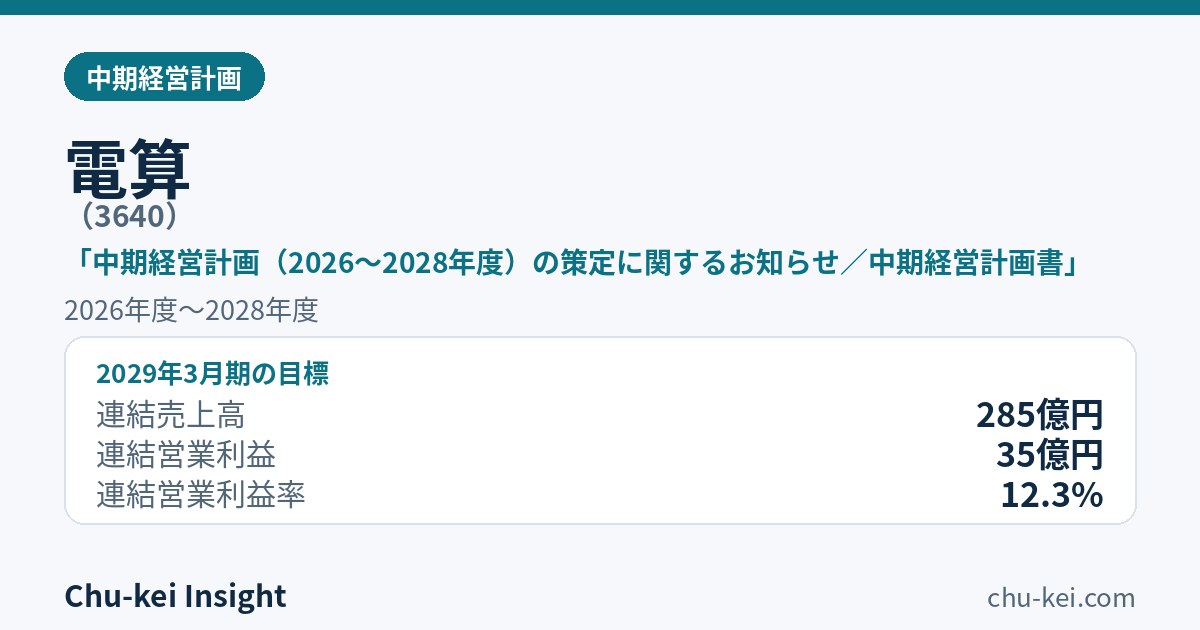 中期経営計画
電算
（3640）
「中期経営計画（2026〜2028年度）の策定に関するお知らせ／中期経営計画書」
2026年度〜2028年度
2029年3月期の目標
連結売上高 285億円
連結営業利益 35億円
連結営業利益率 12.3%
Chu-kei Insight chu-kei.com